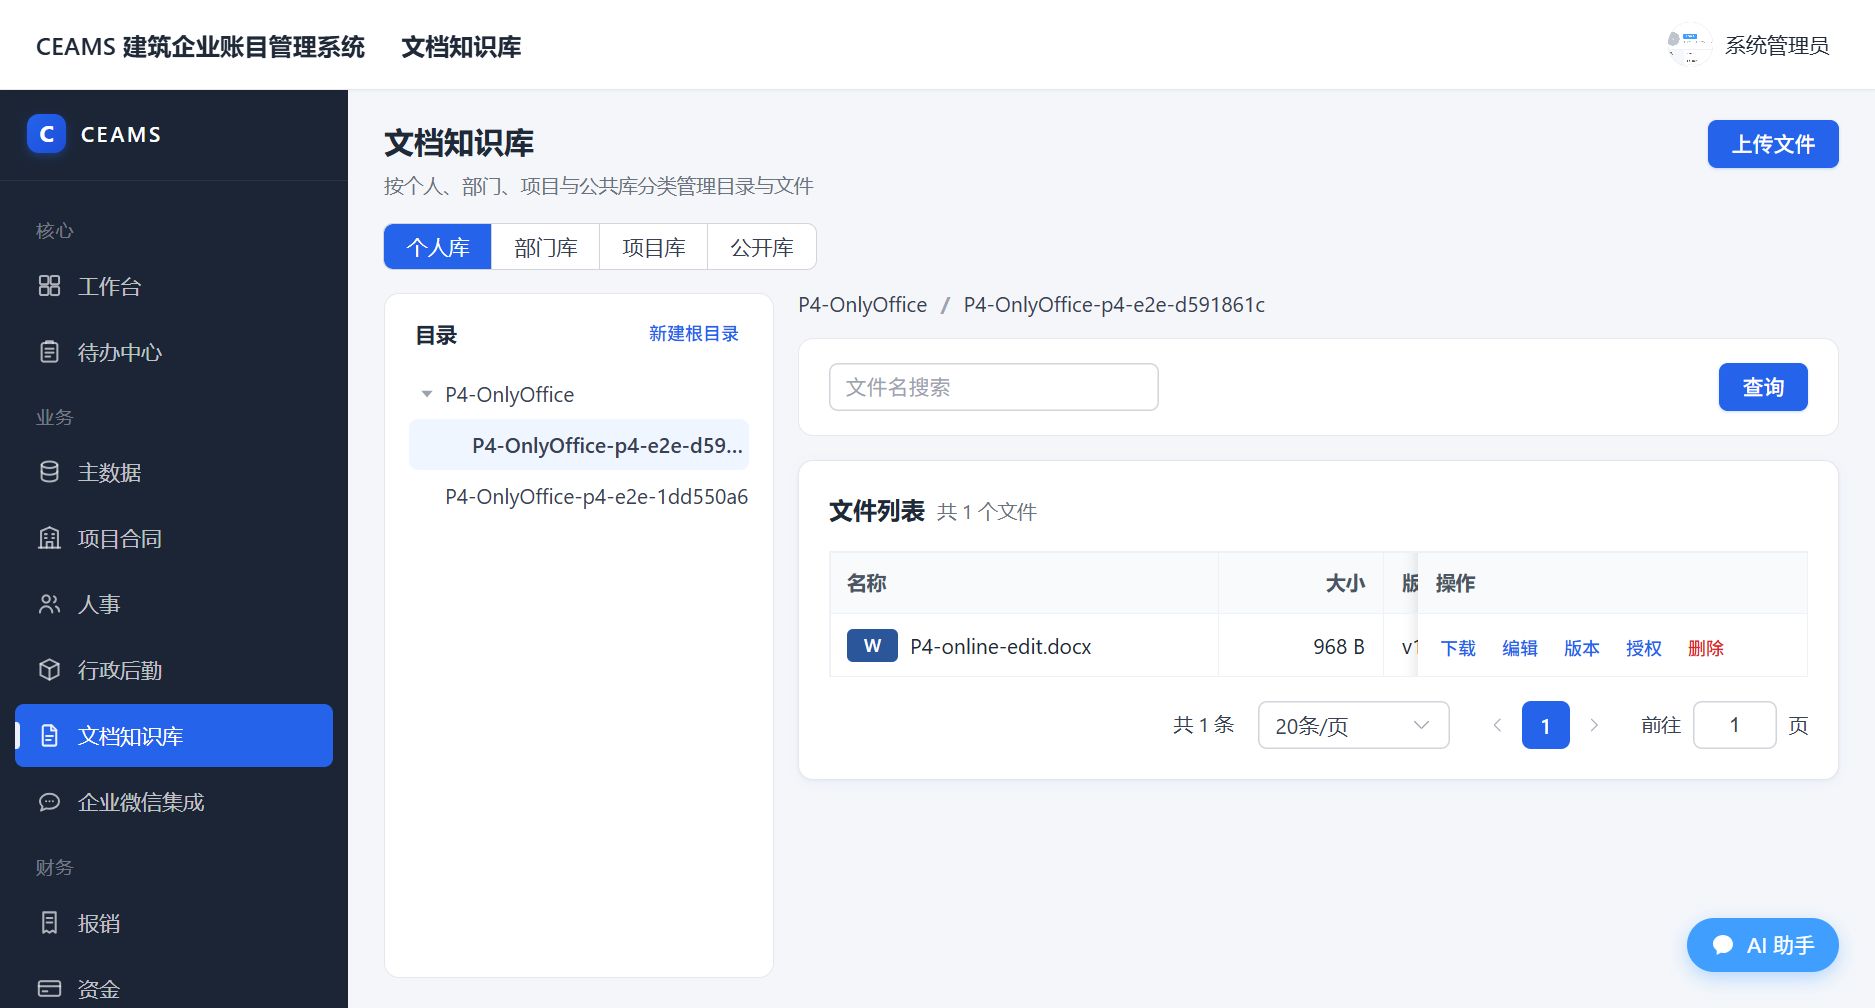 CEAMS 建筑企业账目管理系统 文档知识库 系统管理员
C CEAMS
核心
工作台
待办中心
业务
主数据
项目合同
人事
行政后勤
文档知识库
企业微信集成
财务
报销
资金
文档知识库
按个人、部门、项目与公共库分类管理目录与文件
上传文件
个人库 部门库 项目库 公开库
目录 新建根目录
P4-OnlyOffice
P4-OnlyOffice-p4-e2e-d59...
P4-OnlyOffice-p4-e2e-1dd550a6
P4-OnlyOffice / P4-OnlyOffice-p4-e2e-d591861c
文件名搜索 查询
文件列表 共 1 个文件
名称 大小 版 操作
W P4-online-edit.docx 968 B v1 下载 编辑 版本 授权 删除
共 1 条 20条/页 1 前往 1 页
AI 助手